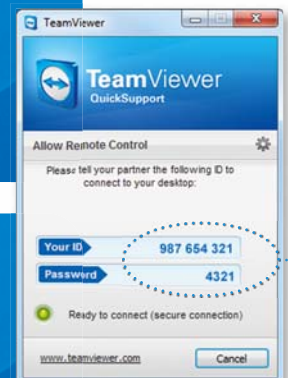 TeamViewer
TeamViewer
QuickSupport
Allow Remote Control
Please tell your partner the following ID to
connect to your desktop:
Your ID 987 654 321
Password 4321
Ready to connect (secure connection)
www.teamviewer.com Cancel